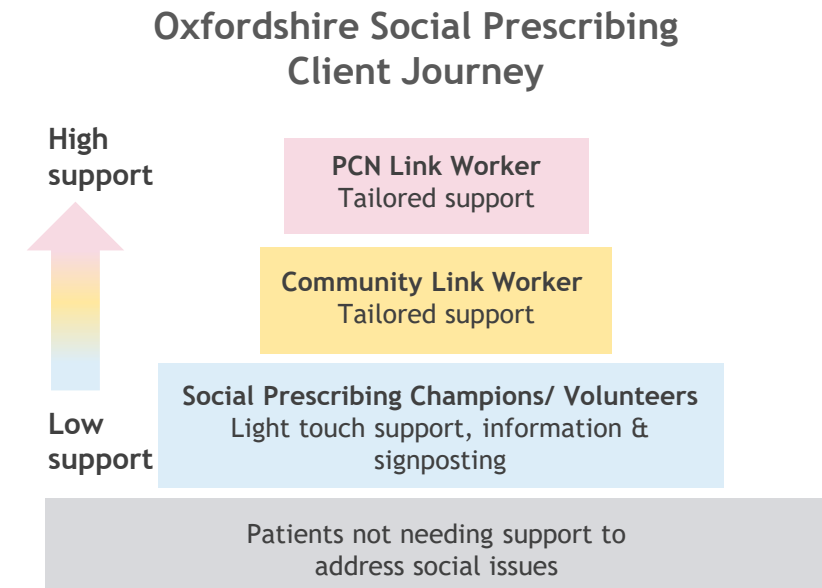 Oxfordshire Social Prescribing
Client Journey
High
support
PCN Link Worker
Tailored support
Community Link Worker
Tailored support
Social Prescribing Champions/ Volunteers
Light touch support, information &
signposting
Low
support
Patients not needing support to
address social issues